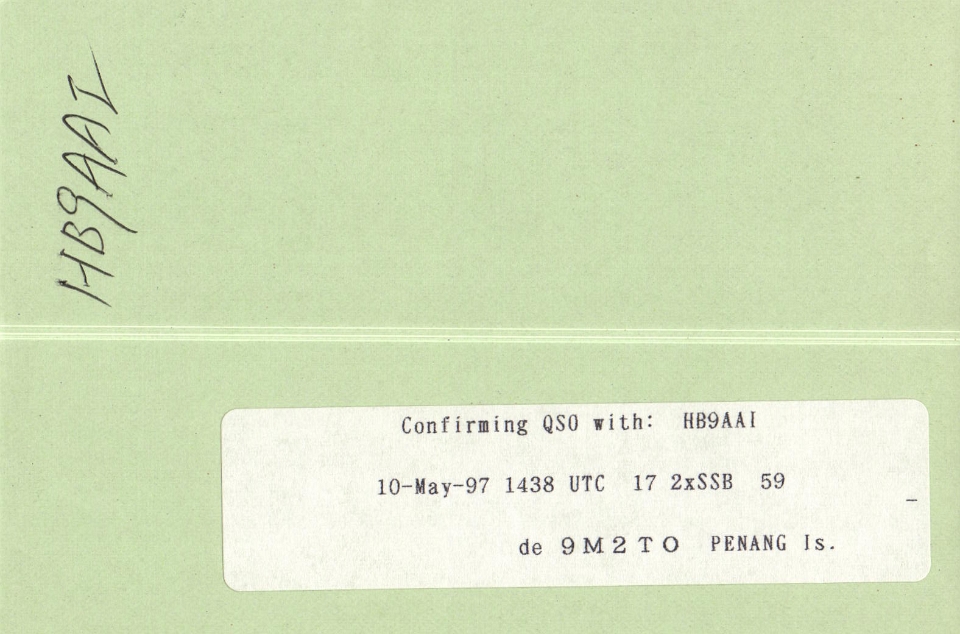 HB9AAI
Confirming QSO with: HB9AAI
10-May-97 1438 UTC 17 2xSSB 59
de 9M2TO PENANG Is.